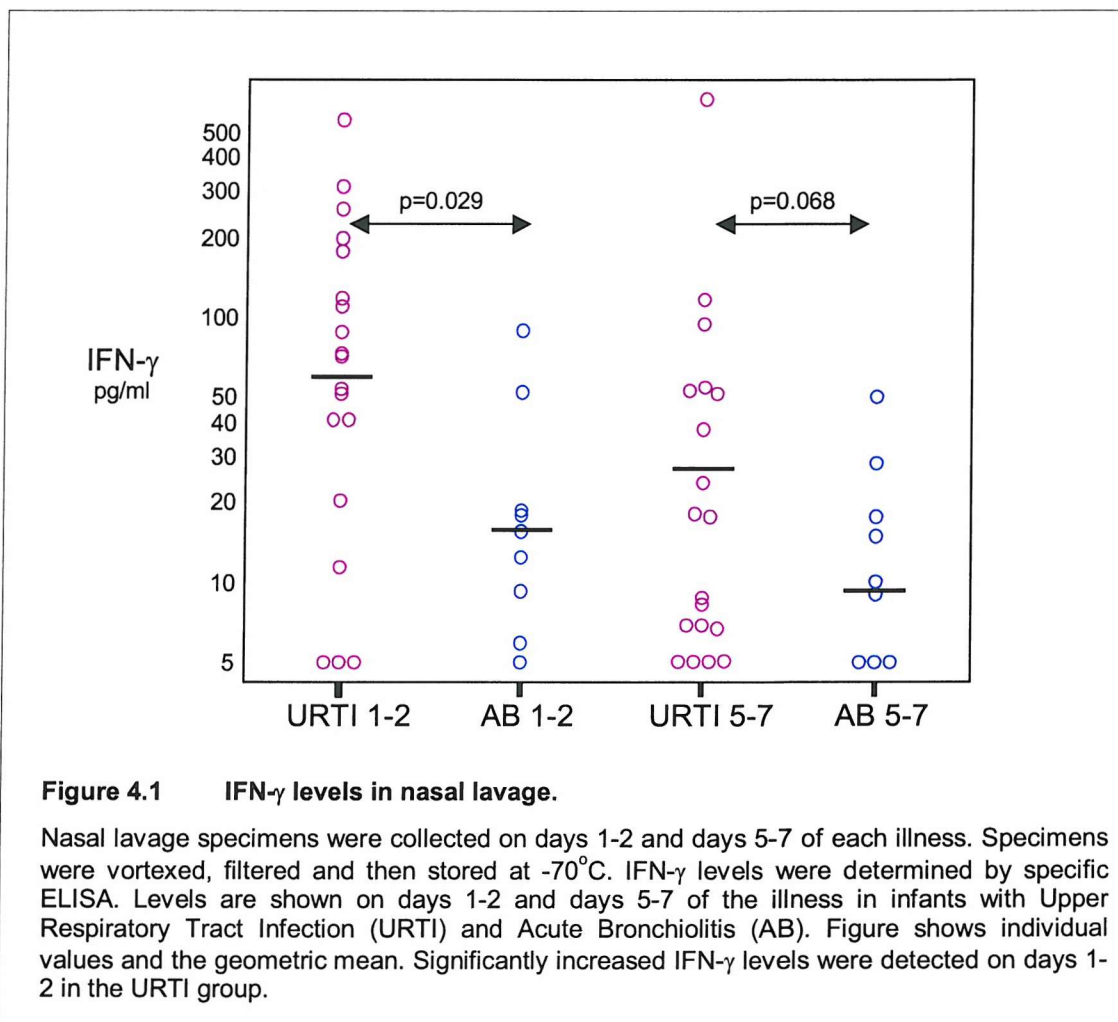 500
400
300
200
100
50
40
30
20
10
5
IFN-γ
pg/ml
p=0.029
p=0.068
URTI 1-2
AB 1-2
URTI 5-7
AB 5-7
Figure 4.1 IFN-γ levels in nasal lavage.
Nasal lavage specimens were collected on days 1-2 and days 5-7 of each illness. Specimens
were vortexed, filtered and then stored at -70°C. IFN-γ levels were determined by specific
ELISA. Levels are shown on days 1-2 and days 5-7 of the illness in infants with Upper
Respiratory Tract Infection (URTI) and Acute Bronchiolitis (AB). Figure shows individual
values and the geometric mean. Significantly increased IFN-γ levels were detected on days 1-
2 in the URTI group.